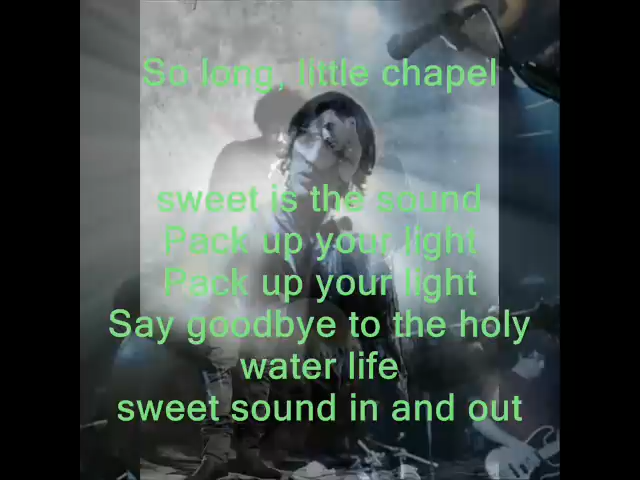 So long, little chapel
sweet is the sound
Pack up your light
Pack up your light
Say goodbye to the holy
water life
sweet sound in and out